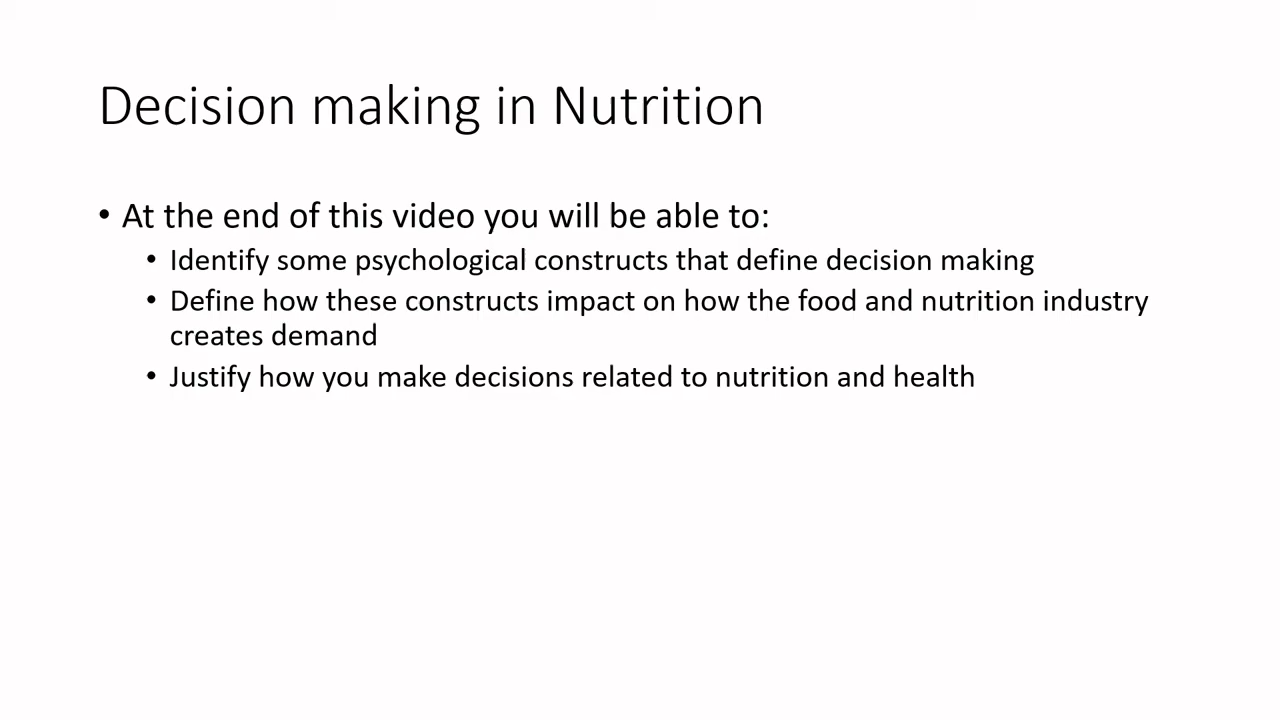 Decision making in Nutrition
• At the end of this video you will be able to:
• Identify some psychological constructs that define decision making
• Define how these constructs impact on how the food and nutrition industry
creates demand
• Justify how you make decisions related to nutrition and health